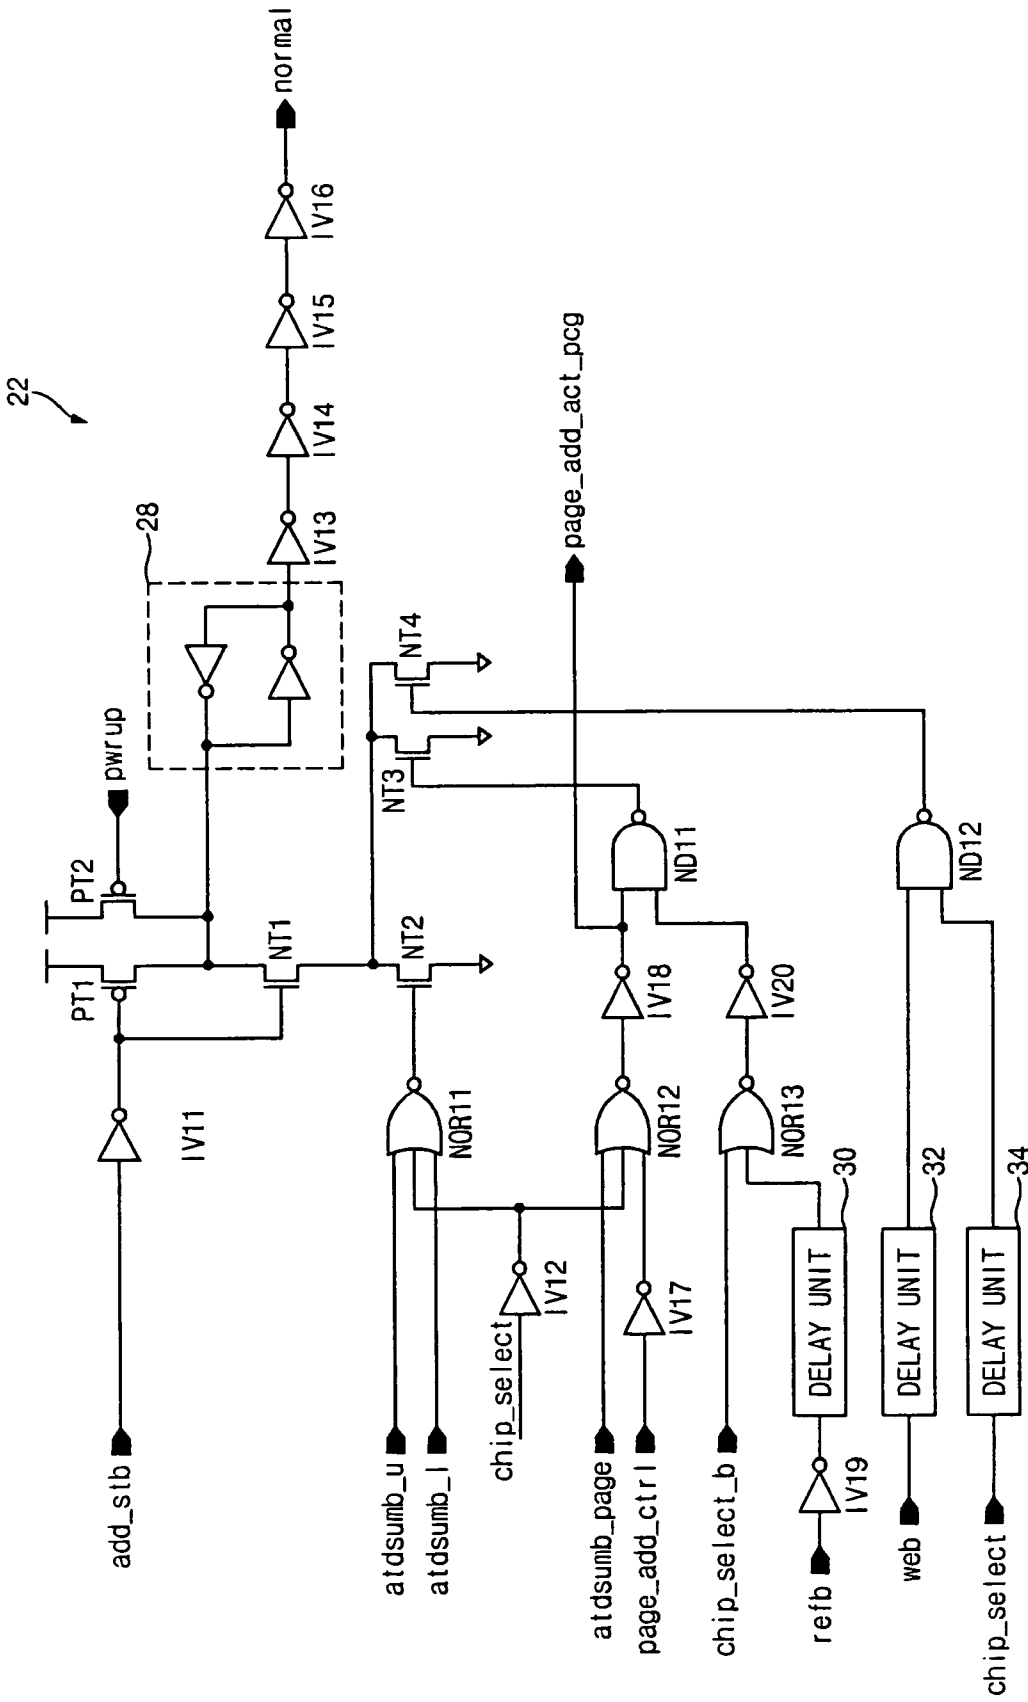 22
add_stb
IV11
PT1
PT2
pwrup
NT1
28
IV13
IV14
IV15
IV16
normal
atdsumb_u
atdsumb_l
NOR11
NT2
NT3
NT4
chip_select
IV12
atdsumb_page
page_add_ctrl
IV17
NOR12
IV18
page_add_act_pcg
ND11
chip_select_b
NOR13
IV20
refb
IV19
DELAY UNIT
30
web
DELAY UNIT
32
ND12
chip_select
DELAY UNIT
34